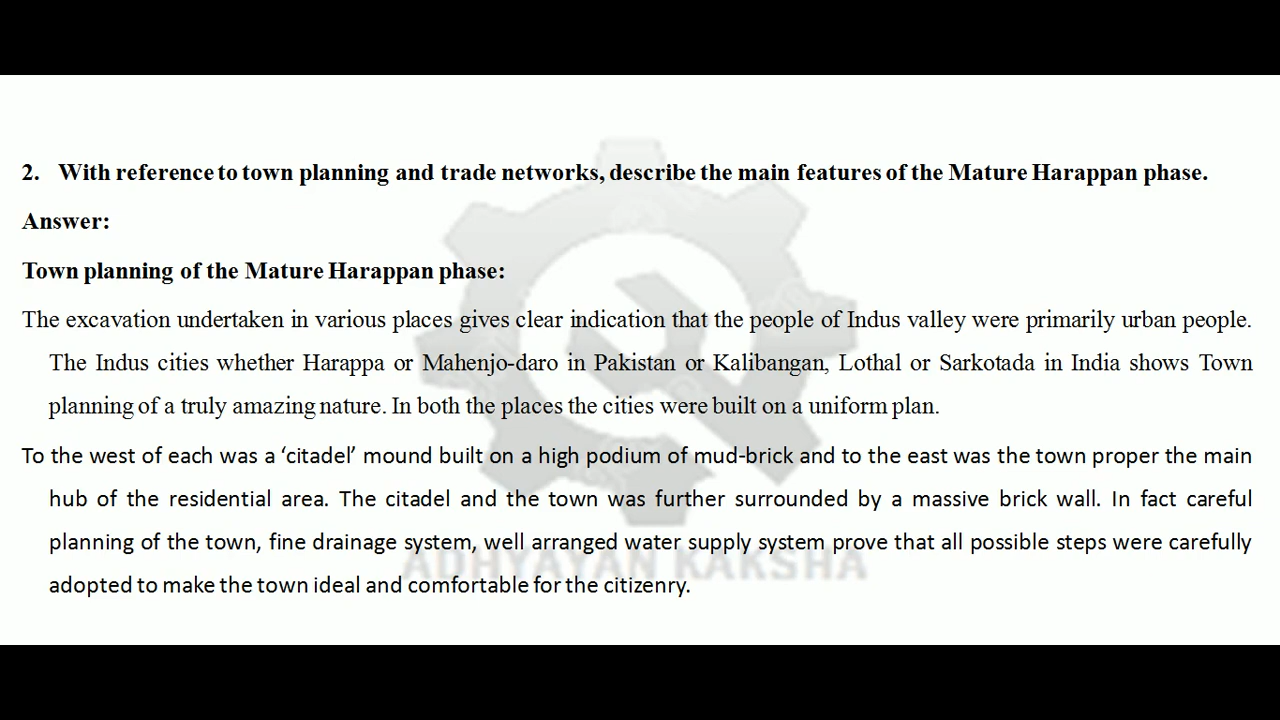 2. With reference to town planning and trade networks, describe the main features of the Mature Harappan phase.
Answer:
Town planning of the Mature Harappan phase:
The excavation undertaken in various places gives clear indication that the people of Indus valley were primarily urban people.
The Indus cities whether Harappa or Mahenjo-daro in Pakistan or Kalibangan, Lothal or Sarkotada in India shows Town
planning of a truly amazing nature. In both the places the cities were built on a uniform plan.
To the west of each was a ‘citadel’ mound built on a high podium of mud-brick and to the east was the town proper the main
hub of the residential area. The citadel and the town was further surrounded by a massive brick wall. In fact careful
planning of the town, fine drainage system, well arranged water supply system prove that all possible steps were carefully
ADHYAYAN KAKSHA
adopted to make the town ideal and comfortable for the citizenry.